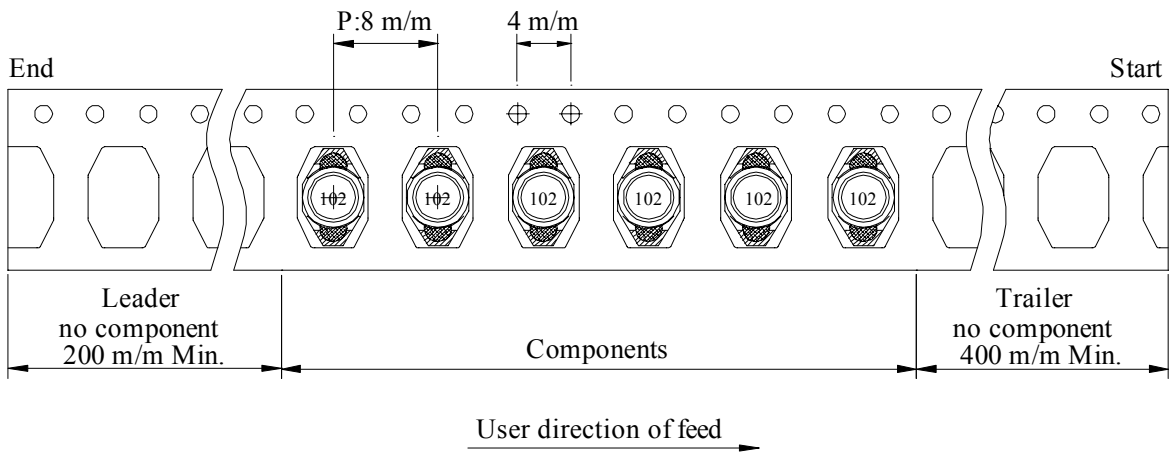 P:8 m/m
4 m/m
End
Start
102
102
102
102
102
102
Leader
no component
200 m/m Min.
Components
Trailer
no component
400 m/m Min.
User direction of feed